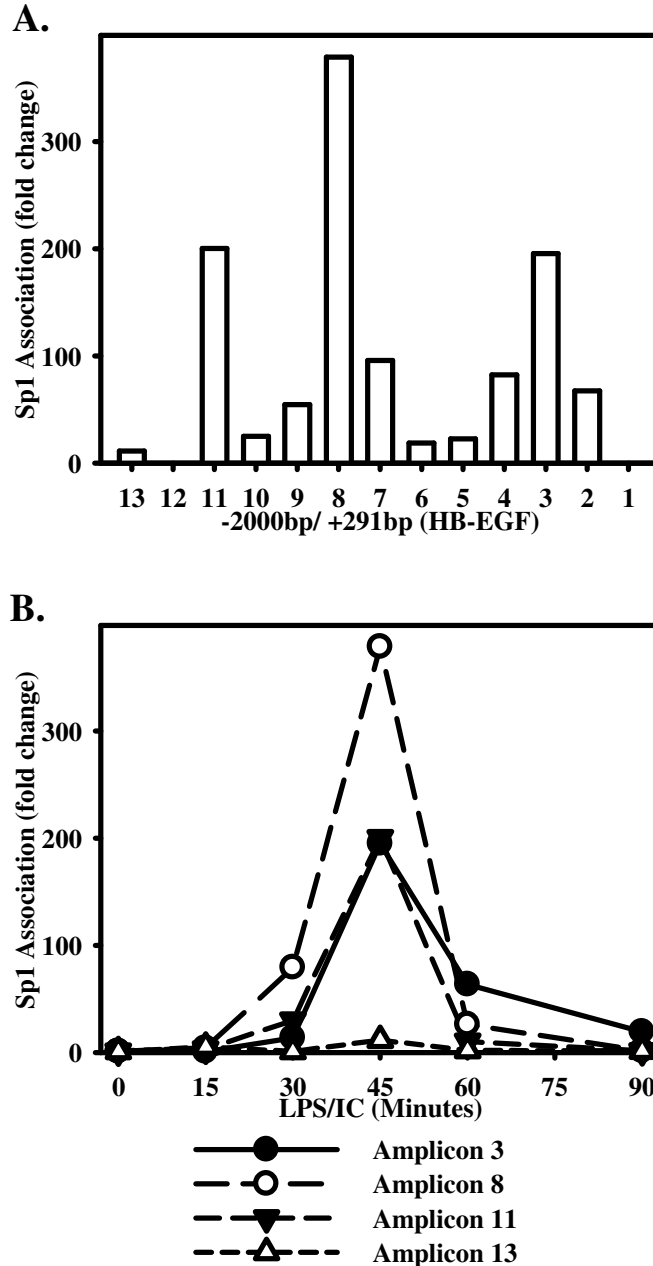 A.
Sp1 Association (fold change)
300
200
100
0
13 12 11 10 9 8 7 6 5 4 3 2 1
-2000bp/ +291bp (HB-EGF)
B.
Sp1 Association (fold change)
300
200
100
0
0 15 30 45 60 75 90
LPS/IC (Minutes)
Amplicon 3
Amplicon 8
Amplicon 11
Amplicon 13